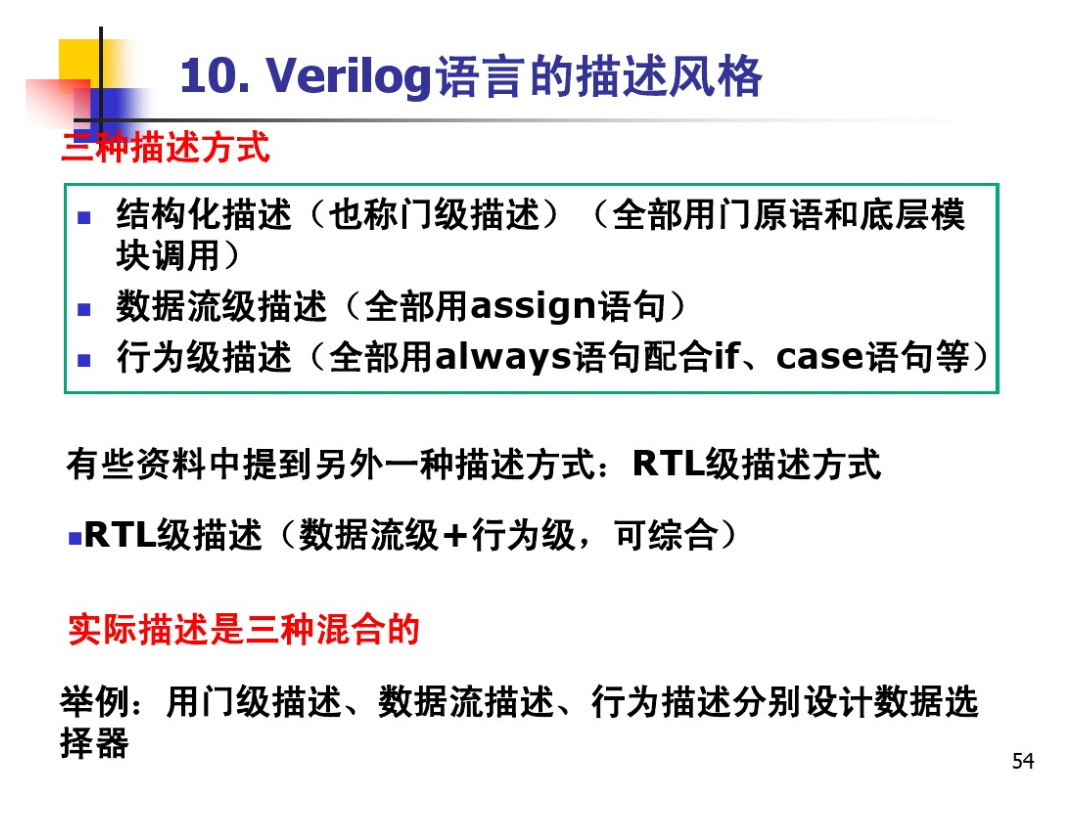 10. Verilog语言的描述风格
三种描述方式
结构化描述（也称门级描述）（全部用门原语和底层模
块调用）
数据流级描述（全部用assign语句）
行为级描述（全部用always语句配合if、case语句等）
有些资料中提到另外一种描述方式：RTL级描述方式
RTL级描述（数据流级+行为级，可综合）
实际描述是三种混合的
举例：用门级描述、数据流描述、行为描述分别设计数据选
择器
54